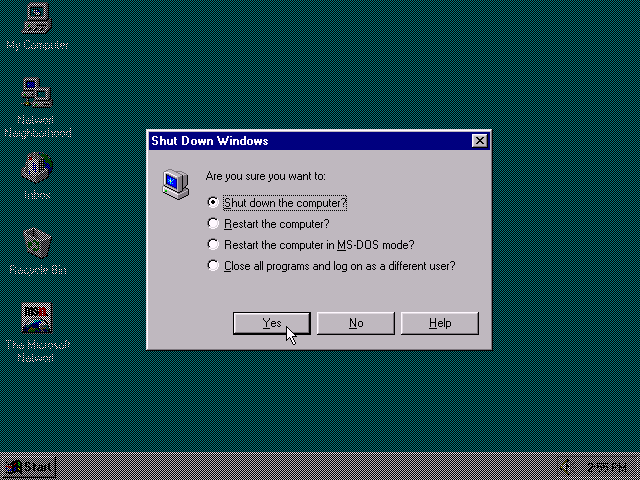 My Computer
Network
Neighborhood
Inbox
Recycle Bin
The Microsoft
Network
Shut Down Windows
Are you sure you want to:
Shut down the computer?
Restart the computer?
Restart the computer in MS-DOS mode?
Close all programs and log on as a different user?
Yes
No
Help
Start
2:55 PM